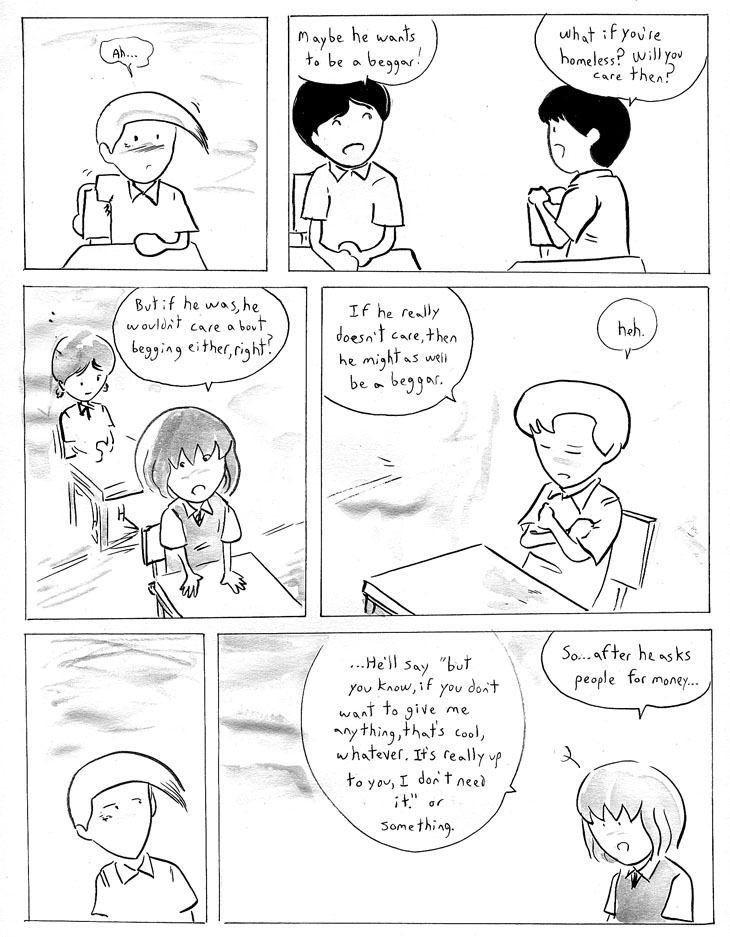 What if you're
homeless? Will you
care then?
Maybe he wants
to be a beggar!
Ah...
heh.
If he really
doesn't care, then
he might as well
be a beggar.
But if he was, he
wouldn't care about
begging either, right?
So...after he asks
people for money...
...He'll say "but
you know, if you don't
want to give me
anything, that's cool,
whatever. It's really up
to you, I don't need
it." or
something.